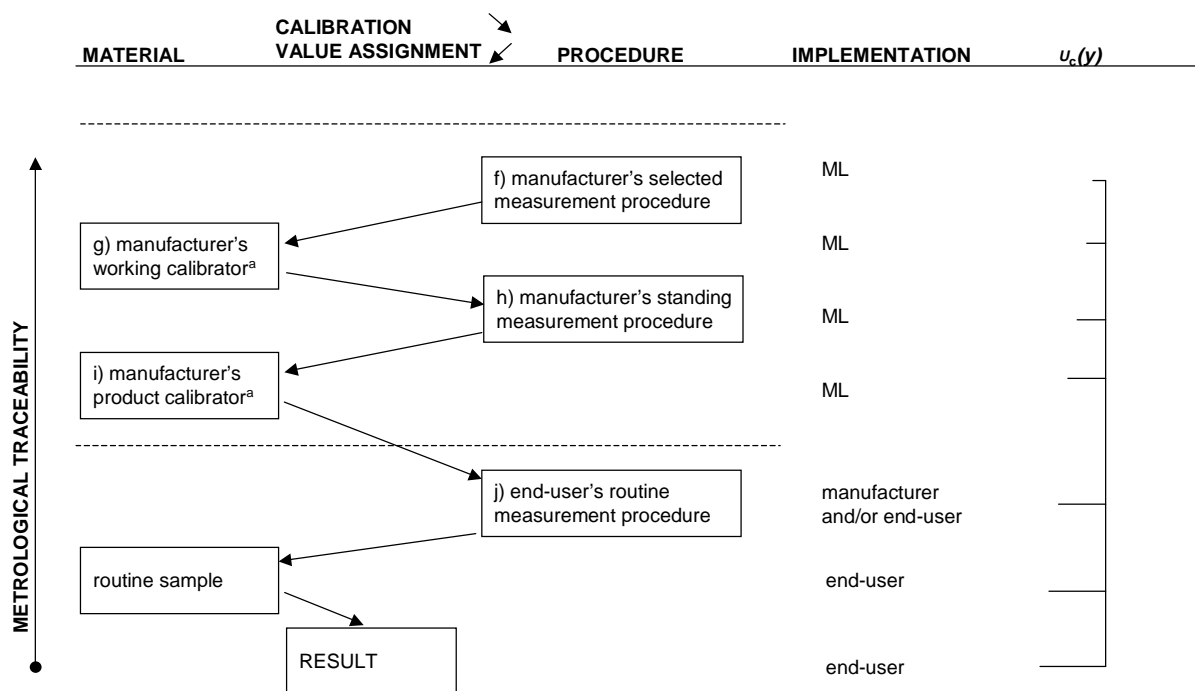 CALIBRATION
MATERIAL VALUE ASSIGNMENT PROCEDURE IMPLEMENTATION uc(y)
METROLOGICAL TRACEABILITY
f) manufacturer’s selected
measurement procedure
ML
g) manufacturer’s
working calibratorᵃ
ML
h) manufacturer’s standing
measurement procedure
ML
i) manufacturer’s
product calibratorᵃ
ML
j) end-user’s routine
measurement procedure
manufacturer
and/or end-user
routine sample
end-user
RESULT
end-user